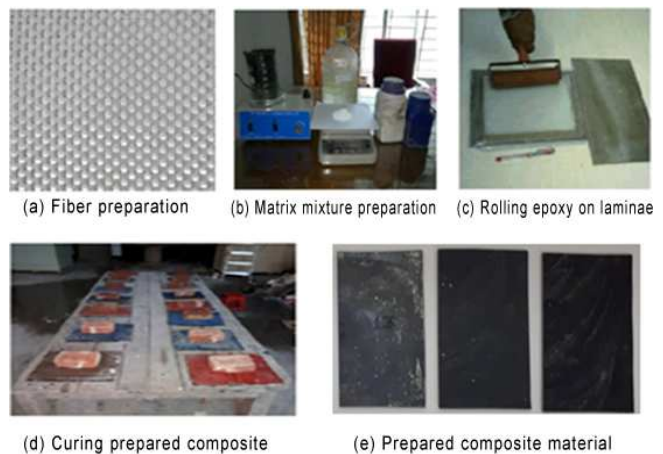 (a) Fiber preparation
(b) Matrix mixture preparation
(c) Rolling epoxy on laminae
(d) Curing prepared composite
(e) Prepared composite material